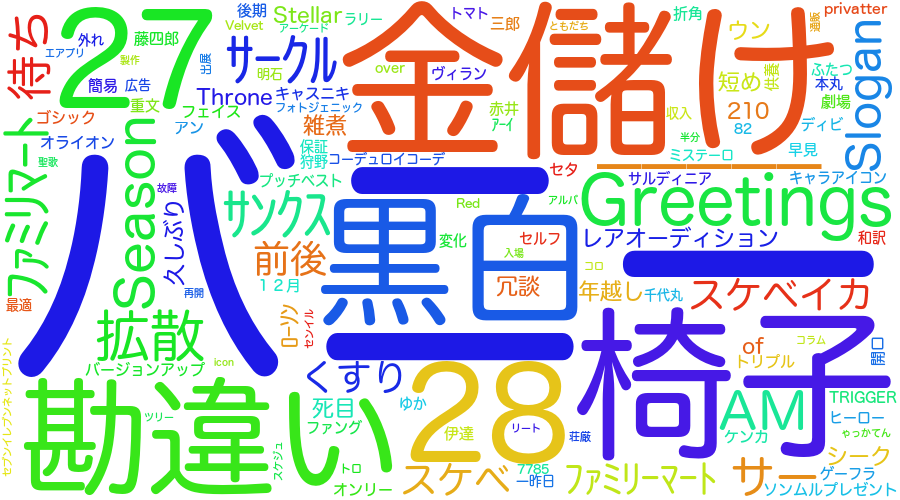 後期
Stellar
ラリー
トマト
三郎
ともだち
折角
通販
privatter
Velvet
アーケード
27
金儲け
待ち
外れ
エアプリ
製作
藤四郎
出展
サークル
明石
over
ヴィラン
ウン
ふたつ
Slogan
簡易
広告
重文
Throne
キャスニキ
フォトジェニック
赤井
短め
供養
本丸
劇場
ゴシック
フェイス
雑煮
アーイ
収入
210
82
ディビ
ファミリマート
Season
アン
保証
狩野
半分
早見
オライオン
聖歌
コーデュロイコーデ
ミステーロ
バ
故障
プッチベスト
セタ
サルディニア
キャラアイコン
久しぶり
サンクス
黒白
Red
アルパ
Greetings
変化
セルフ
レアオーディション
和訳
前後
入場
コロ
最適
再開
12月
冗談
年越し
千代丸
スケベイカ
拡散
ローソン
センイル
椅子
コラム
開口
セブンイレブンネットプリント
バージョンアップ
icon
くすり
28
of
トリプル
勘違い
死目
ゆか
AM
TRIGGER
ツリー
ファング
伊達
リート
荘厳
ケンカ
ヒーロー
やっかてん
スケジュ
トロ
オンリー
スケベ
7785
一昨日
ファミリーマート
サー
シーク
ゲーフラ
ソンムルプレゼント